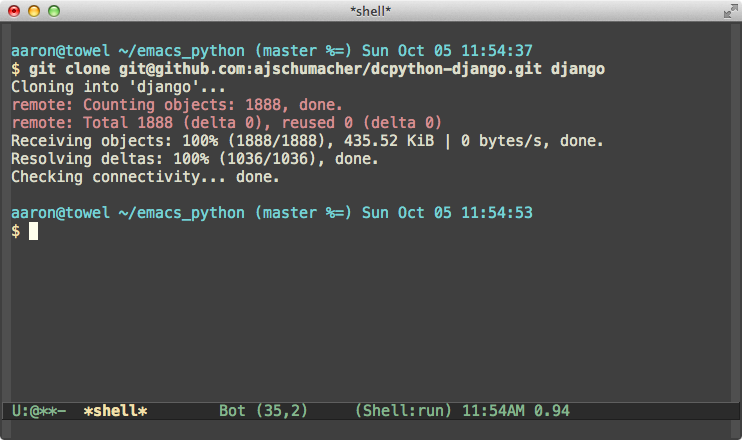 *shell*
aaron@towel ~/emacs_python (master %=) Sun Oct 05 11:54:37
$ git clone git@github.com:ajschumacher/dcpython-django.git django
Cloning into 'django'...
remote: Counting objects: 1888, done.
remote: Total 1888 (delta 0), reused 0 (delta 0)
Receiving objects: 100% (1888/1888), 435.52 KiB | 0 bytes/s, done.
Resolving deltas: 100% (1036/1036), done.
Checking connectivity... done.
aaron@towel ~/emacs_python (master %=) Sun Oct 05 11:54:53
$
U:@**-  *shell*        Bot (35,2)     (Shell:run) 11:54AM 0.94